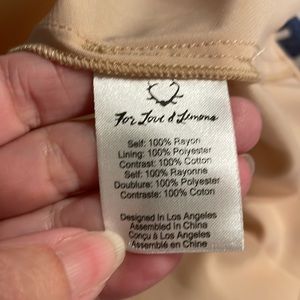 For Love & Lemons
Self: 100% Rayon
Lining: 100% Polyester
Contrast: 100% Cotton
Self: 100% Rayonne
Doublure: 100% Polyester
Contraste: 100% Coton
Designed in Los Angeles
Assembled in China
Conçu à Los Angeles
Assemblé en Chine